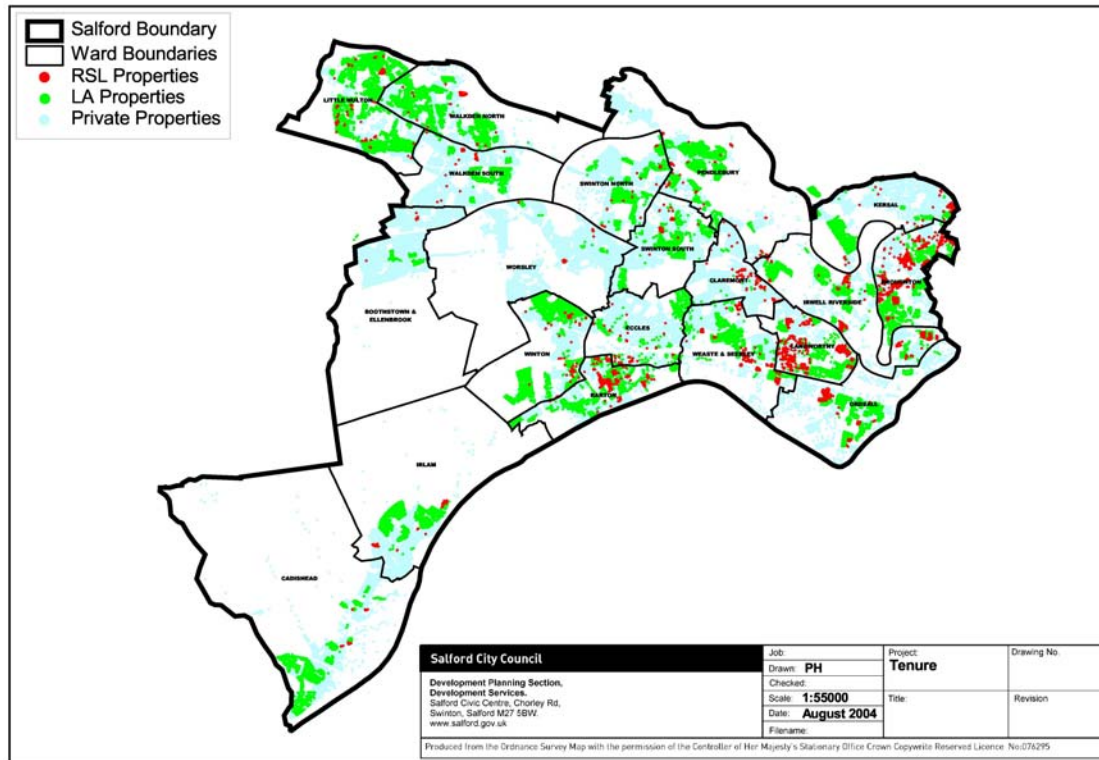 Salford Boundary
Ward Boundaries
RSL Properties
LA Properties
Private Properties
LITTLE HULTON
WALKDEN NORTH
WALKDEN SOUTH
SWINTON NORTH
PENDLEBURY
KERSAL
SWINTON SOUTH
WORSLEY
CLAREMONT
BROUGHTON
IRWELL RIVERSIDE
BOOTHSTOWN &
ELLENBROOK
ECCLES
WINTON
WEASTE & SEEDLEY
LANGWORTHY
BARTON
ORDSALL
IRLAM
CADISHEAD
Salford City Council
Development Planning Section,
Development Services.
Salford Civic Centre, Chorley Rd,
Swinton, Salford M27 5BW.
www.salford.gov.uk
Job:
Drawn: PH
Checked:
Scale: 1:55000
Date: August 2004
Filename:
Project:
Tenure
Title:
Drawing No.
Revision
Produced from the Ordnance Survey Map with the permission of the Controller of Her Majesty's Stationary Office Crown Copywrite Reserved Licence No:076295